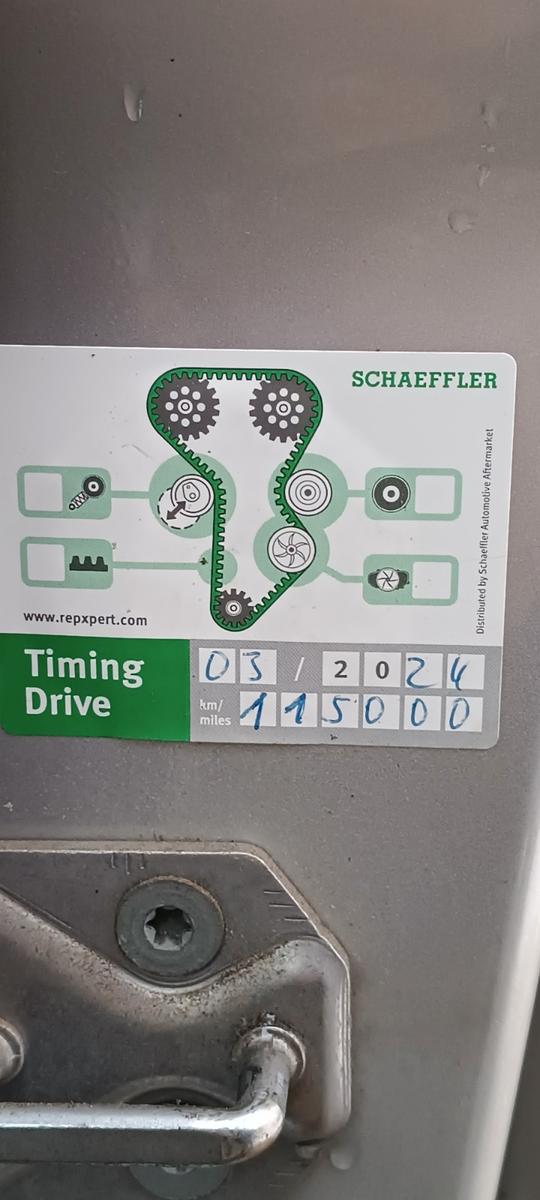 SCHAEFFLER
Distributed by Schaeffler Automotive Aftermarket
www.repxpert.com
Timing
Drive
03 / 2024
km/
miles
115000